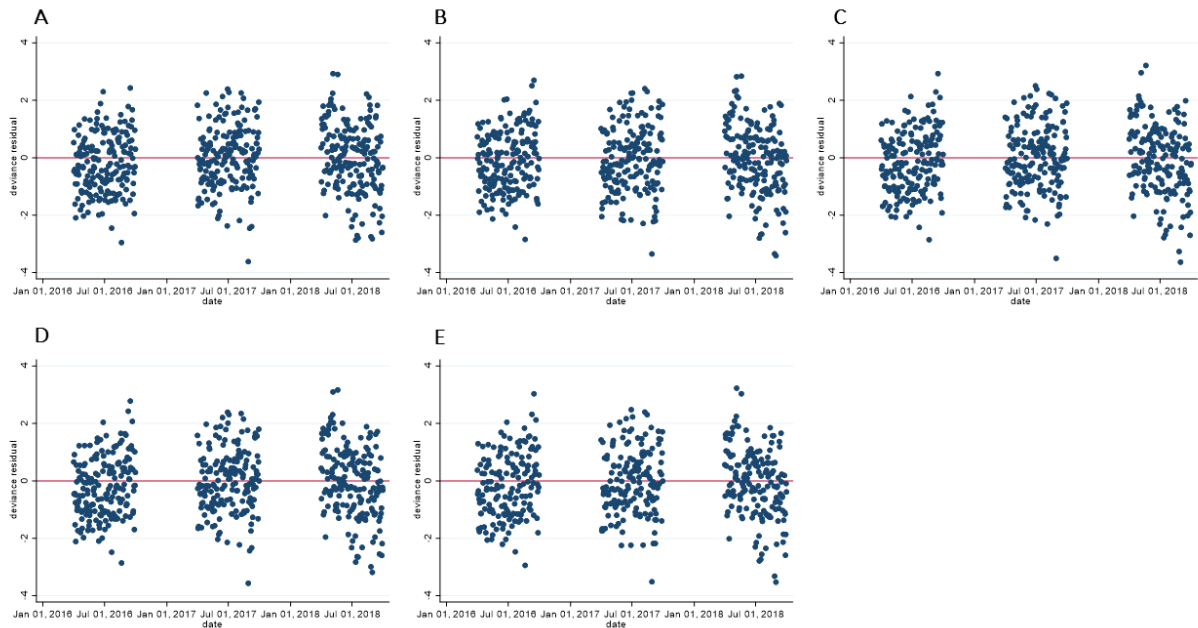 A
4
2
0
-2
-4
deviance residual
Jan 01, 2016 Jul 01, 2016 Jan 01, 2017 Jul 01, 2017 Jan 01, 2018 Jul 01, 2018
date
B
4
2
0
-2
-4
deviance residual
Jan 01, 2016 Jul 01, 2016 Jan 01, 2017 Jul 01, 2017 Jan 01, 2018 Jul 01, 2018
date
C
4
2
0
-2
-4
deviance residual
Jan 01, 2016 Jul 01, 2016 Jan 01, 2017 Jul 01, 2017 Jan 01, 2018 Jul 01, 2018
date
D
4
2
0
-2
-4
deviance residual
Jan 01, 2016 Jul 01, 2016 Jan 01, 2017 Jul 01, 2017 Jan 01, 2018 Jul 01, 2018
date
E
4
2
0
-2
-4
deviance residual
Jan 01, 2016 Jul 01, 2016 Jan 01, 2017 Jul 01, 2017 Jan 01, 2018 Jul 01, 2018
date